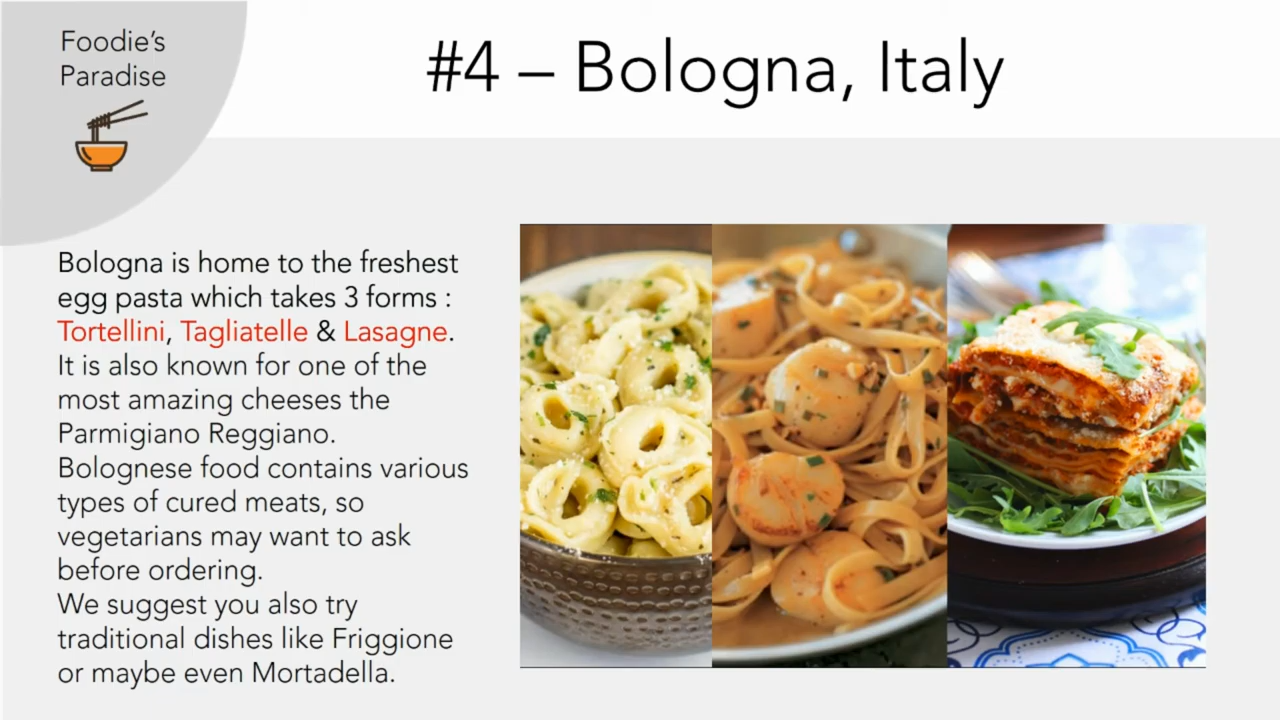 Foodie's
Paradise
#4 – Bologna, Italy
Bologna is home to the freshest
egg pasta which takes 3 forms :
Tortellini, Tagliatelle & Lasagne.
It is also known for one of the
most amazing cheeses the
Parmigiano Reggiano.
Bolognese food contains various
types of cured meats, so
vegetarians may want to ask
before ordering.
We suggest you also try
traditional dishes like Friggione
or maybe even Mortadella.